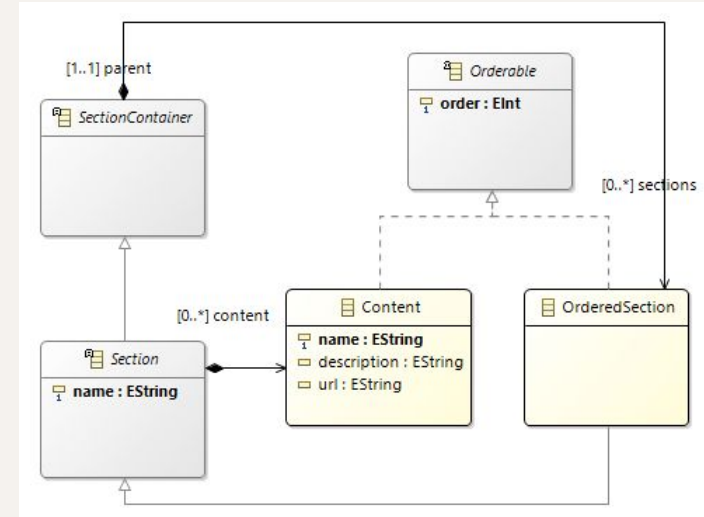 [1..1] parent
Orderable
order : EInt
SectionContainer
[0..*] sections
[0..*] content
Content
name : EString
description : EString
url : EString
OrderedSection
Section
name : EString